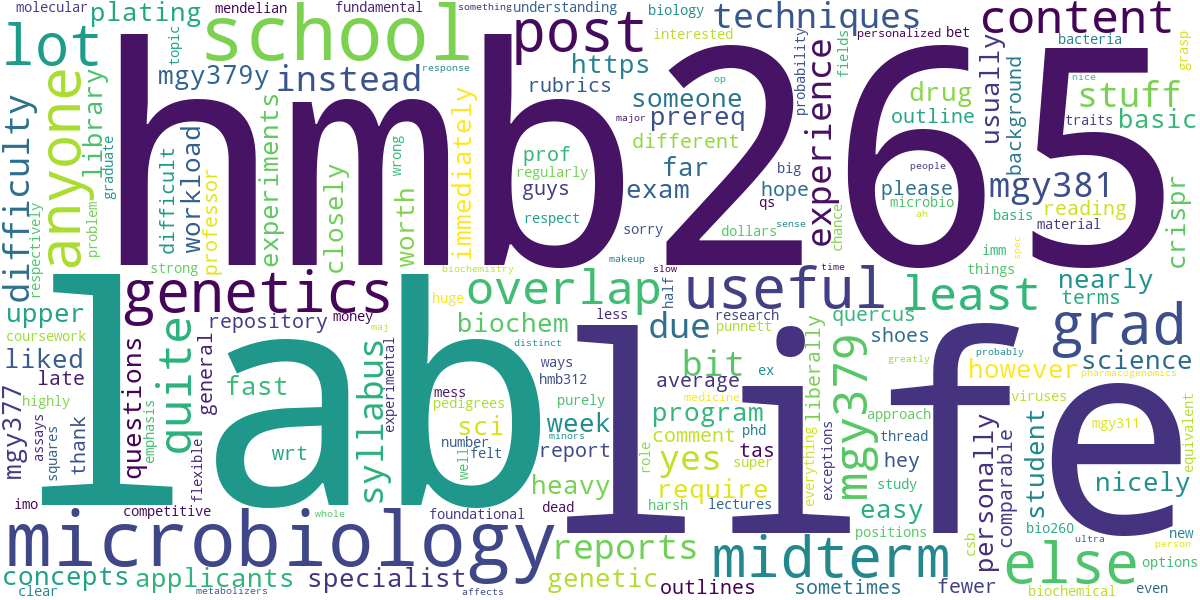 molecular
mendelian
fundamental
something
understanding
biology
techniques
content
lot
plating
school
post
interested
personalized
bet
bacteria
topic
mgy379y
instead
response
https
rubrics
experience
fields
probability
op
nice
grasp
usually
background
stuff
traits
basic
anyone
library
graduate
hmb265
someone
major
prereq
different
drug
outline
difficulty
difficult
workload
professor
experiments
closely
worth
wrong
immediately
prof
regularly
guys
respect
far
exam
big
hope
qs
people
please
microbio
ah
mgy381
reading
material
basis
crispr
respectively
problem
strong
sorry
dollars
sense
chance
imm
spec
things
biochemistry
makeup
slow
time
genetics
huge
overlap
half
useful
least
nearly
terms
upper
coursework
quite
repository
money
maj
biochem
less
research
punnett
quercus
grad
liked
late
questions
general
lab
syllabus
experimental
distinct
due
shoes
greatly
probably
science
however
pharmacogenomics
mgy377
highly
fast
mess
pedigrees
sci
ways
hmb312
purely
bit
average
ex
medicine
liberally
life
mgy379
viruses
assays
squares
thank
emphasis
wrt
number
felt
well
week
minors
program
comment
phd
approach
thread
mgy311
equivalent
flexible
report
yes
tas
role
super
everything
exceptions
hey
study
personally
comparable
student
nicely
imo
competitive
whole
heavy
dead
harsh
require
lectures
easy
positions
bio260
new
ultra
microbiology
foundational
reports
midterm
csb
else
person
concepts
applicants
specialist
genetic
outlines
sometimes
fewer
biochemical
options
even
clear
metabolizers
affects